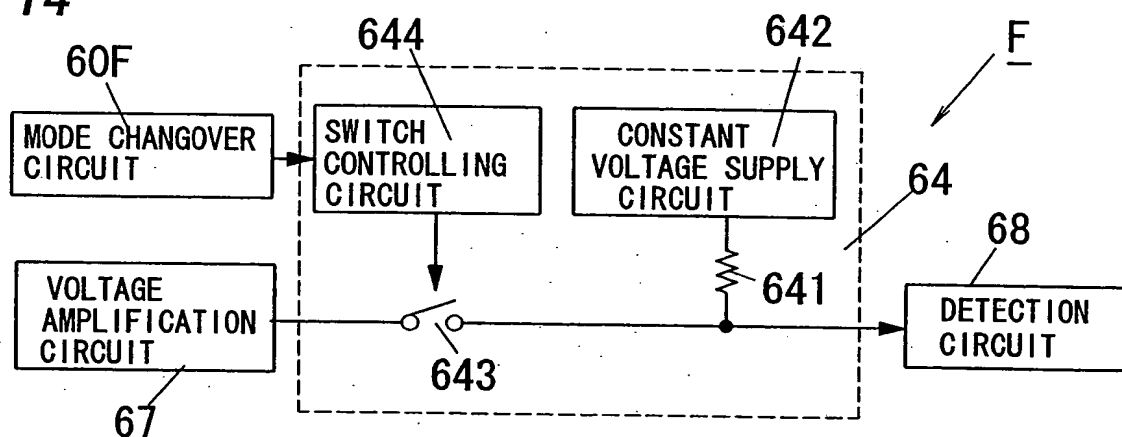 14
60F
644
642
F
MODE CHANGOVER
CIRCUIT
SWITCH
CONTROLLING
CIRCUIT
CONSTANT
VOLTAGE SUPPLY
CIRCUIT
64
VOLTAGE
AMPLIFICATION
CIRCUIT
643
641
68
DETECTION
CIRCUIT
67